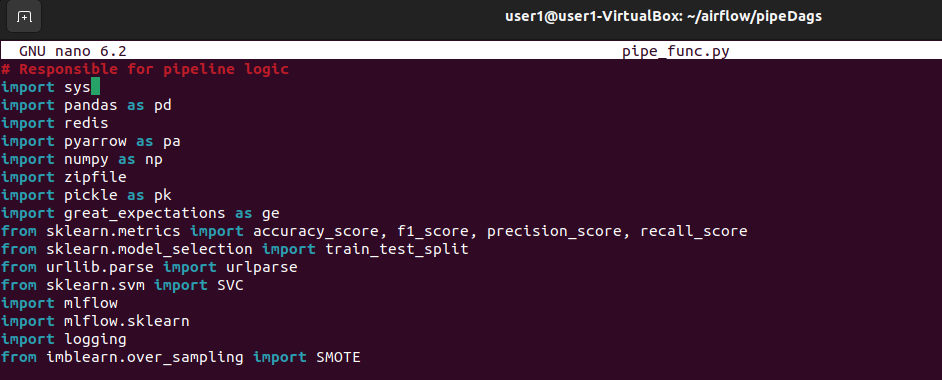 user1@user1-VirtualBox: ~/airflow/pipeDags
GNU nano 6.2 pipe_func.py
# Responsible for pipeline logic
import sys
import pandas as pd
import redis
import pyarrow as pa
import numpy as np
import zipfile
import pickle as pk
import great_expectations as ge
from sklearn.metrics import accuracy_score, f1_score, precision_score, recall_score
from sklearn.model_selection import train_test_split
from urllib.parse import urlparse
from sklearn.svm import SVC
import mlflow
import mlflow.sklearn
import logging
from imblearn.over_sampling import SMOTE